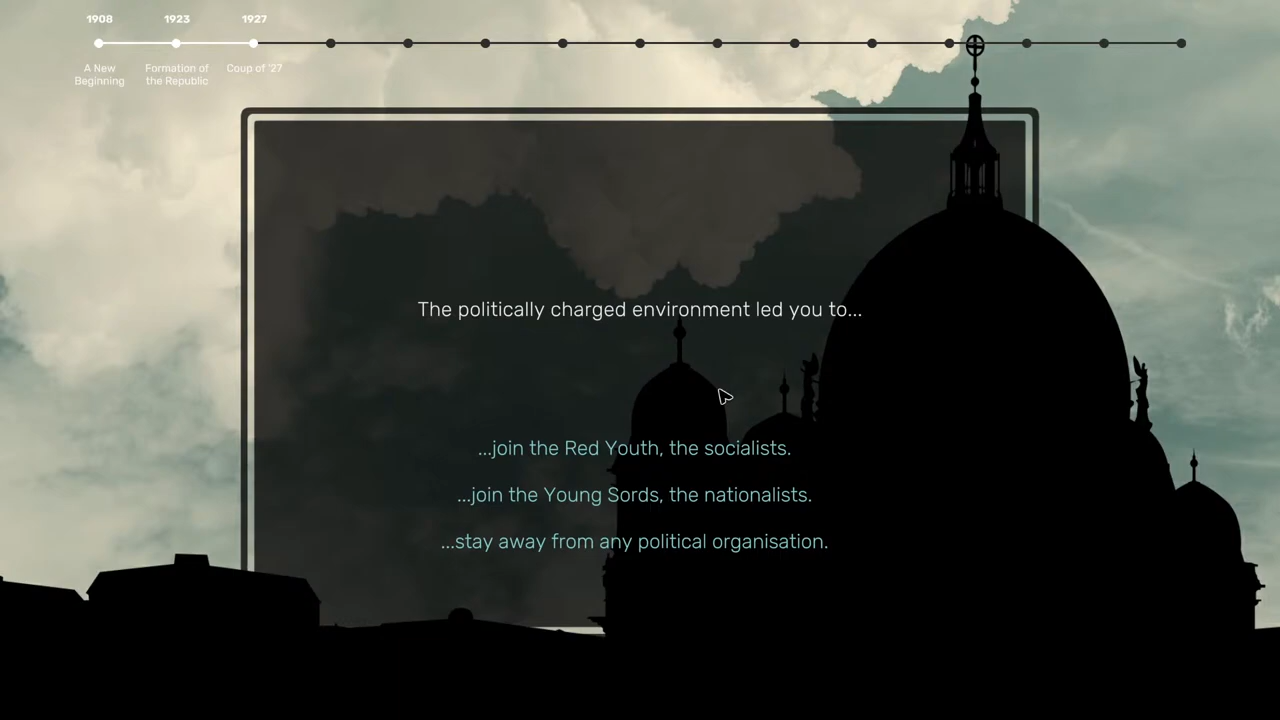 1908
1923
1927
A New
Beginning
Formation of
the Republic
Coup of '27
The politically charged environment led you to...
...join the Red Youth, the socialists.
...join the Young Sords, the nationalists.
...stay away from any political organisation.